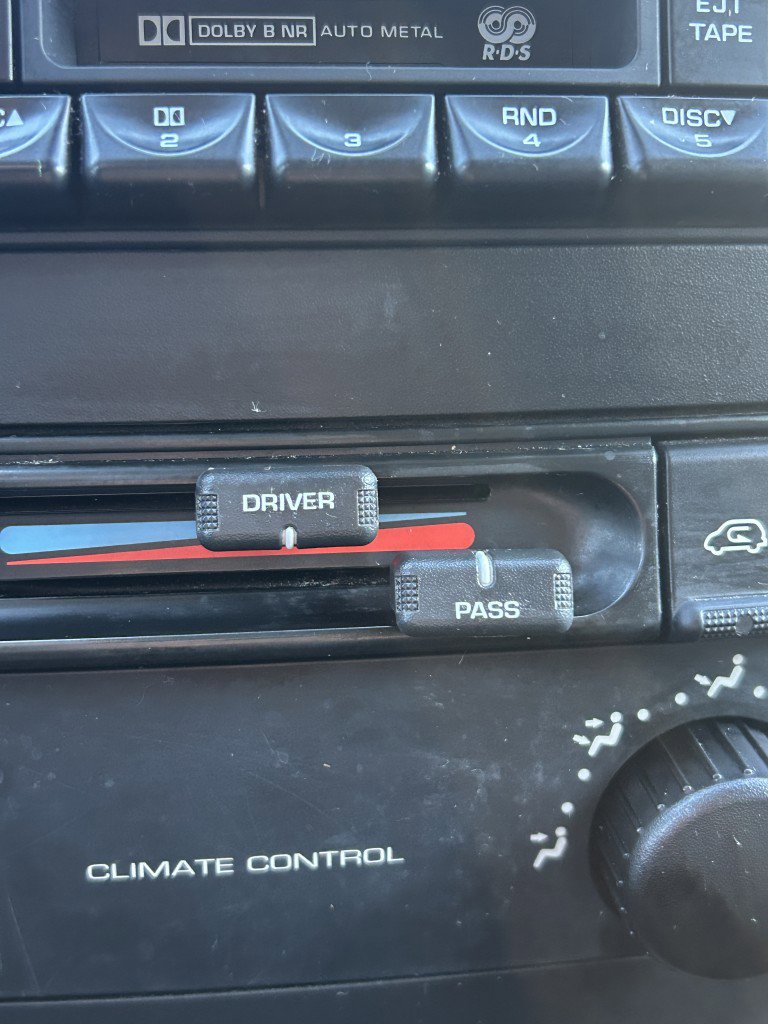 DOLBY B NR AUTO METAL
R·D·S
EJ,T
TAPE
C▲
2
3
RND
4
DISC▼
5
DRIVER
PASS
CLIMATE CONTROL